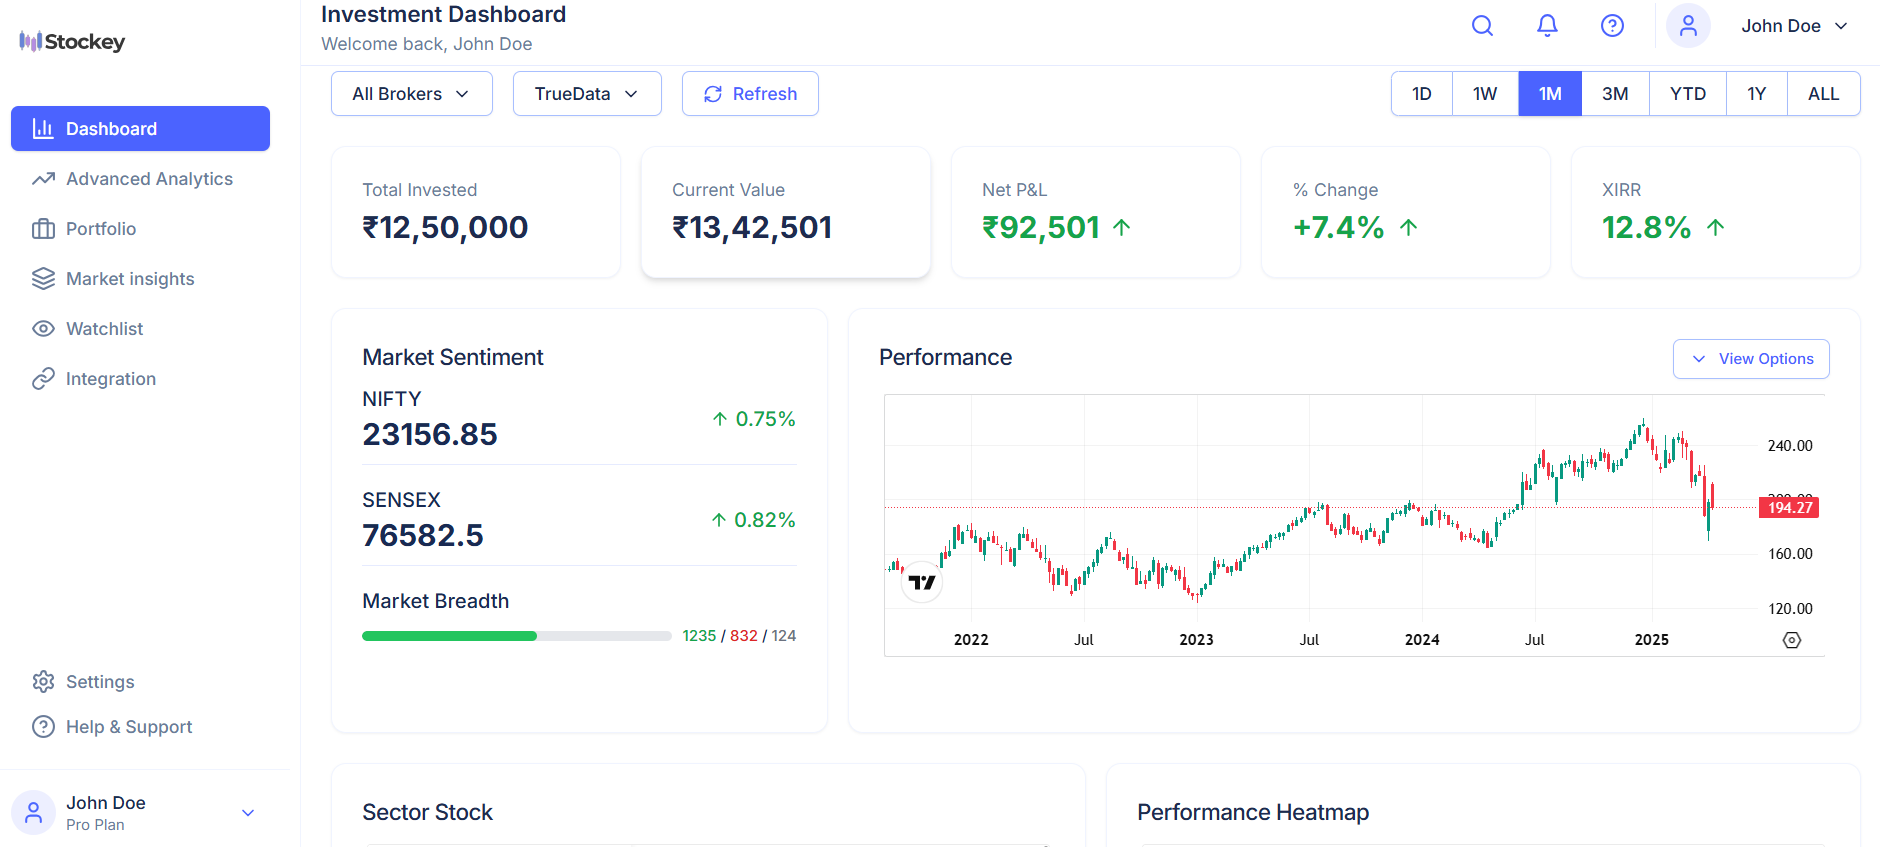 Stockey
Investment Dashboard
Welcome back, John Doe
John Doe
Dashboard
Advanced Analytics
Portfolio
Market insights
Watchlist
Integration
Settings
Help & Support
John Doe
Pro Plan
All Brokers
TrueData
Refresh
1D 1W 1M 3M YTD 1Y ALL
Total Invested
₹12,50,000
Current Value
₹13,42,501
Net P&L
₹92,501 ↑
% Change
+7.4% ↑
XIRR
12.8% ↑
Market Sentiment
NIFTY
23156.85
↑ 0.75%
SENSEX
76582.5
↑ 0.82%
Market Breadth
1235 / 832 / 124
Performance
View Options
240.00
194.27
160.00
120.00
2022 Jul 2023 Jul 2024 Jul 2025
Sector Stock
Performance Heatmap